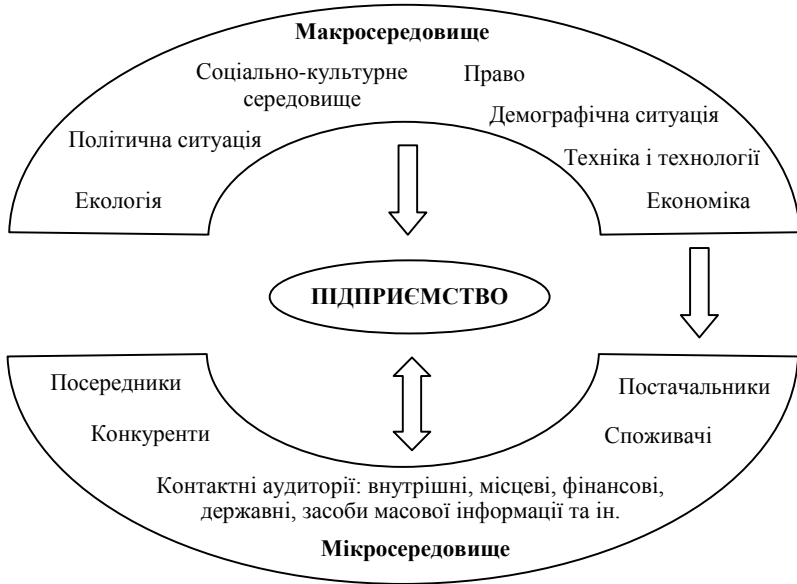 Макросередовище
Соціально-культурне
середовище
Право
Політична ситуація
Демографічна ситуація
Техніка і технології
Екологія
Економіка
ПІДПРИЄМСТВО
Посередники
Постачальники
Конкуренти
Споживачі
Контактні аудиторії: внутрішні, місцеві, фінансові,
державні, засоби масової інформації та ін.
Мікросередовище